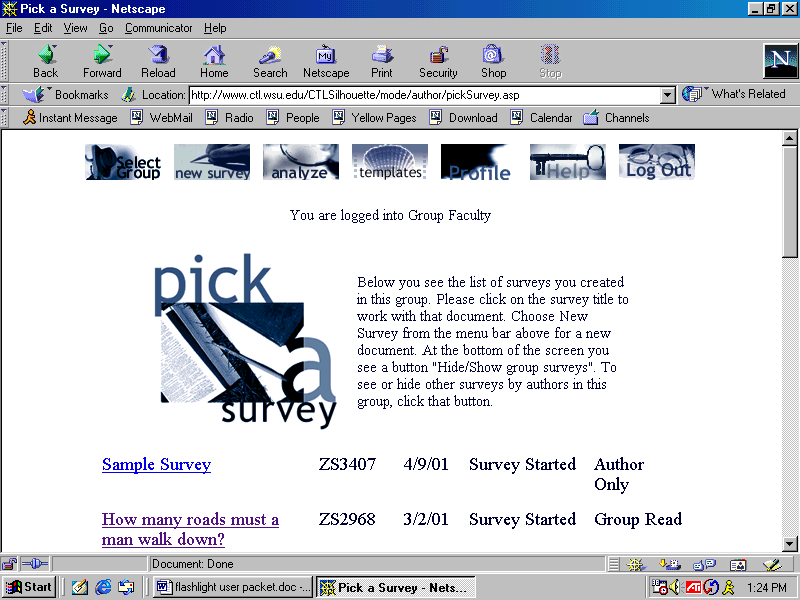 Pick a Survey - Netscape
File Edit View Go Communicator Help
Back Forward Reload Home Search Netscape Print Security Shop Stop
My
N
Bookmarks Location: http://www.ctl.wsu.edu/CTLSilhouette/mode/author/pickSurvey.asp What's Related
Instant Message WebMail Radio People Yellow Pages Download Calendar Channels
Select
Group new survey analyze templates Profile Help Log Out
You are logged into Group Faculty
pick
a
survey
Below you see the list of surveys you created
in this group. Please click on the survey title to
work with that document. Choose New
Survey from the menu bar above for a new
document. At the bottom of the screen you
see a button "Hide/Show group surveys". To
see or hide other surveys by authors in this
group, click that button.
Sample Survey ZS3407 4/9/01 Survey Started Author
Only
How many roads must a ZS2968 3/2/01 Survey Started Group Read
man walk down?
Document: Done
Start flashlight user packet.doc -... Pick a Survey - Nets... 1:24 PM